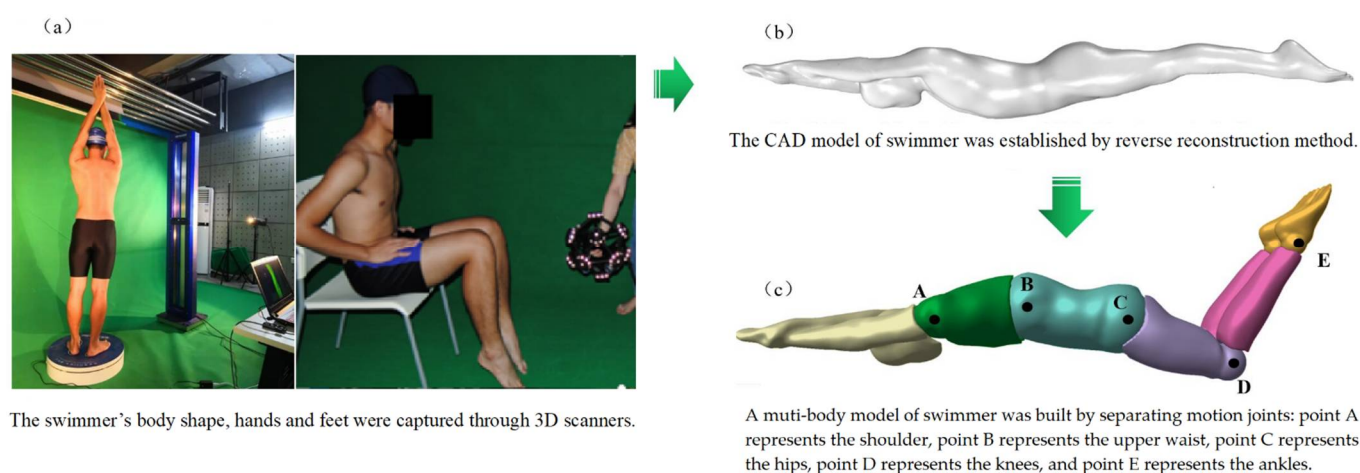 (a)
The swimmer's body shape, hands and feet were captured through 3D scanners.
(b)
The CAD model of swimmer was established by reverse reconstruction method.
(c)
A
B
C
D
E
A muti-body model of swimmer was built by separating motion joints: point A
represents the shoulder, point B represents the upper waist, point C represents
the hips, point D represents the knees, and point E represents the ankles.